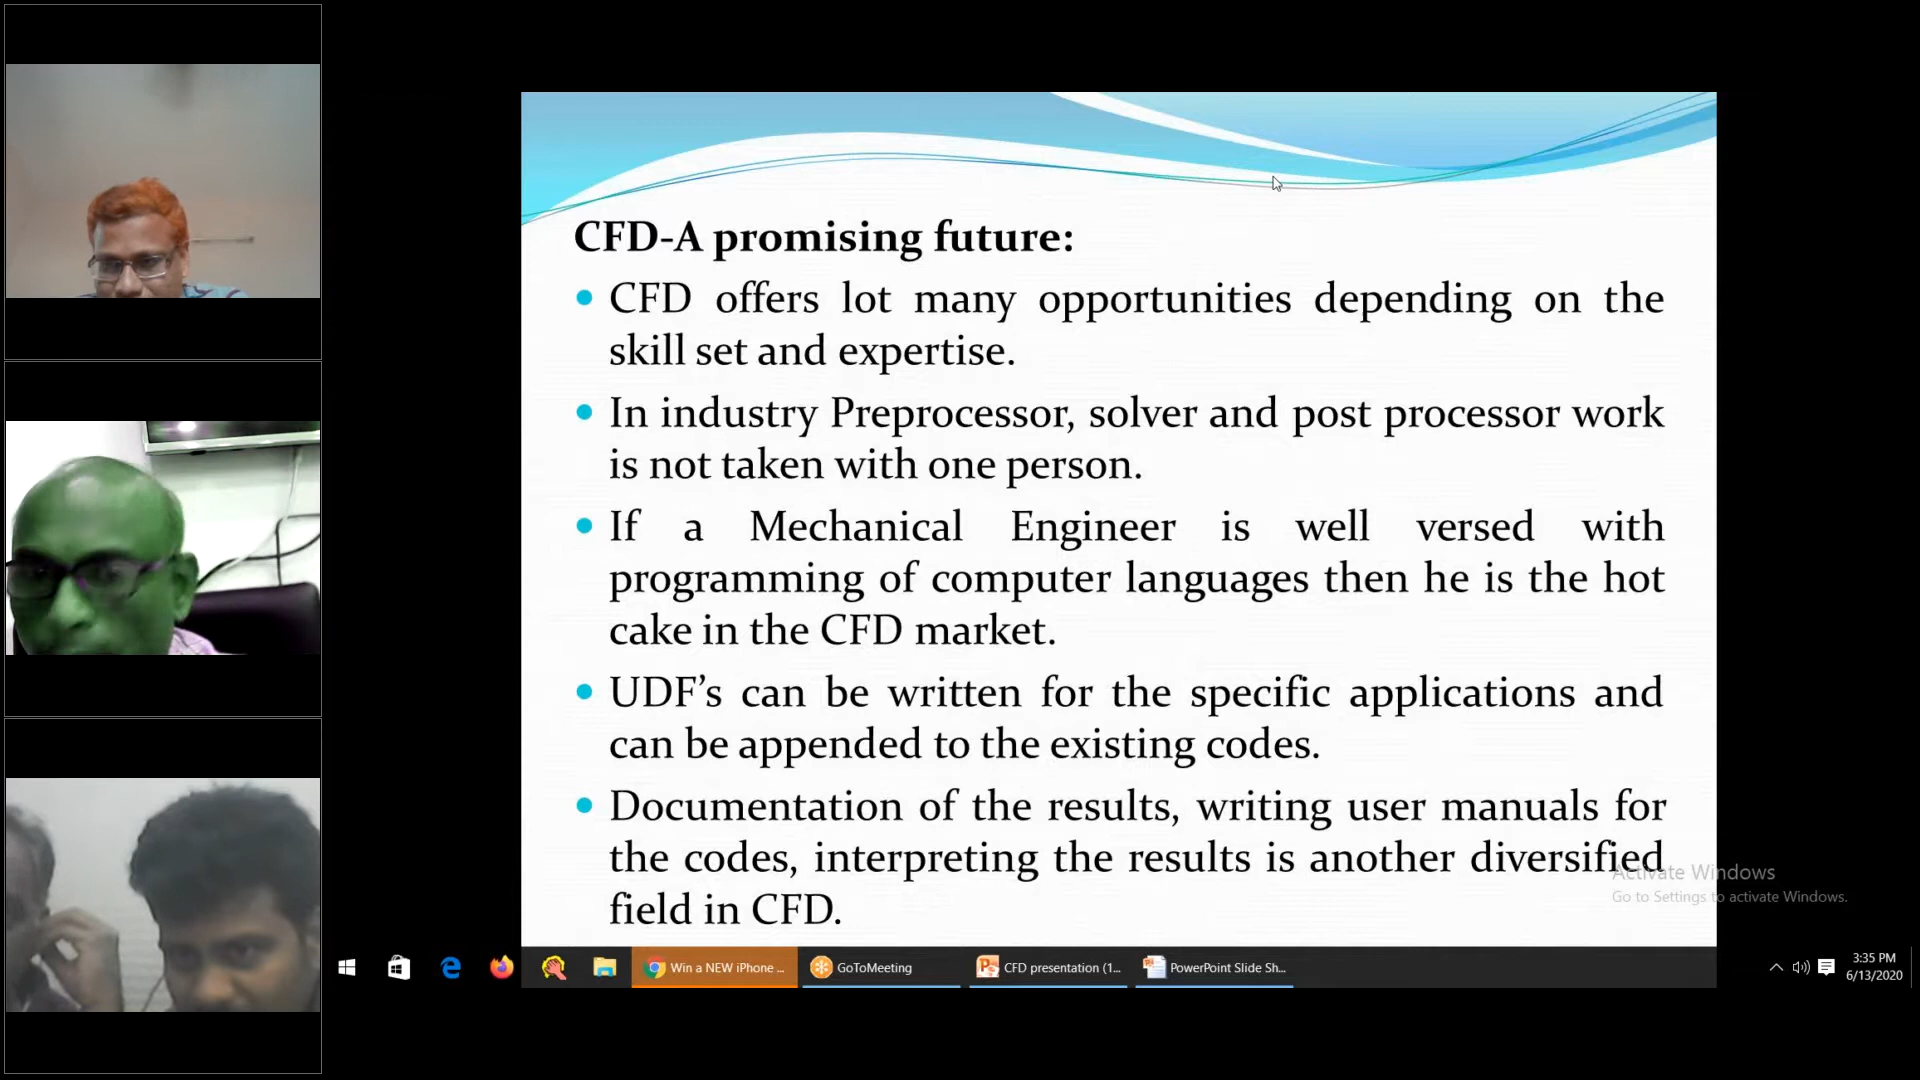 CFD-A promising future:
• CFD offers lot many opportunities depending on the
skill set and expertise.
• In industry Preprocessor, solver and post processor work
is not taken with one person.
• If a Mechanical Engineer is well versed with
programming of computer languages then he is the hot
cake in the CFD market.
• UDF's can be written for the specific applications and
can be appended to the existing codes.
• Documentation of the results, writing user manuals for
the codes, interpreting the results is another diversified
field in CFD.
Activate Windows
Go to Settings to activate Windows.
Win a NEW iPhone ...
GoToMeeting
CFD presentation (1...
PowerPoint Slide Sh...
3:35 PM
6/13/2020